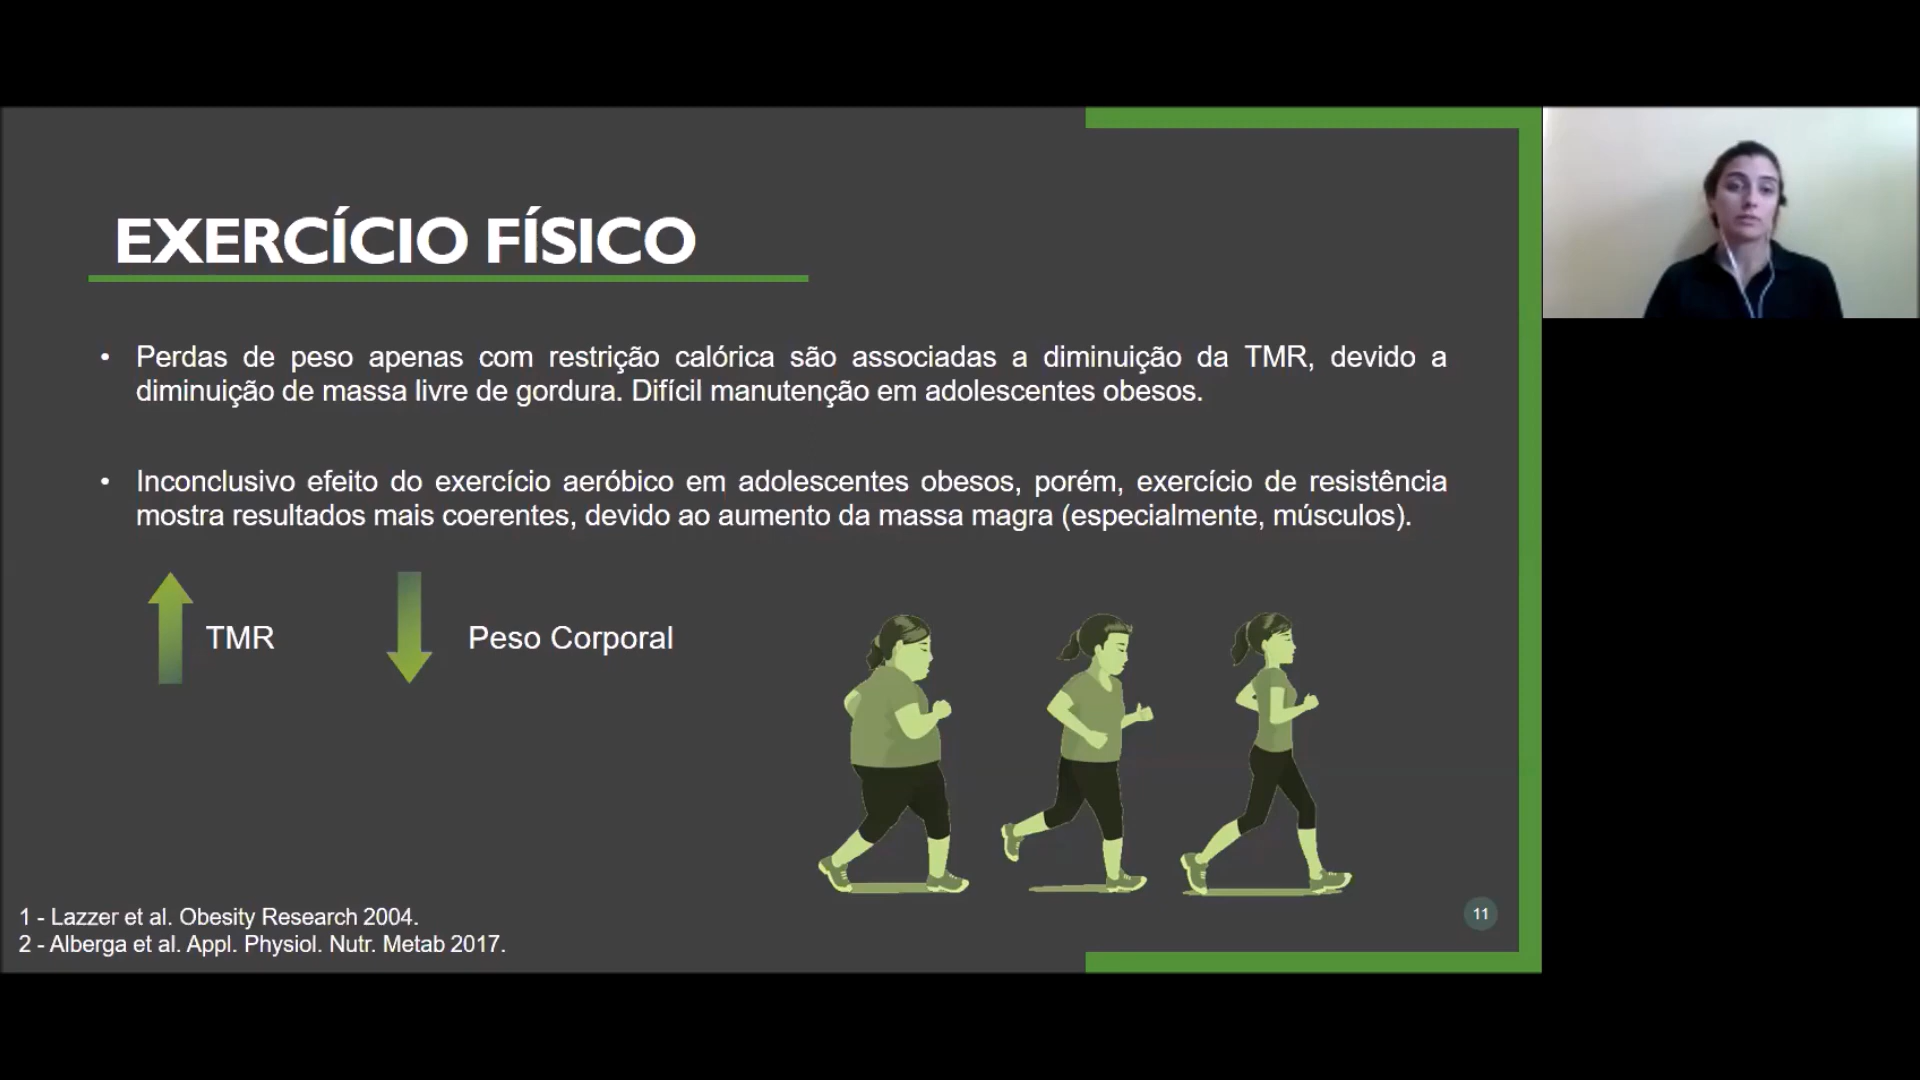 EXERCÍCIO FÍSICO
• Perdas de peso apenas com restrição calórica são associadas a diminuição da TMR, devido a
diminuição de massa livre de gordura. Difícil manutenção em adolescentes obesos.
• Inconclusivo efeito do exercício aeróbico em adolescentes obesos, porém, exercício de resistência
mostra resultados mais coerentes, devido ao aumento da massa magra (especialmente, músculos).
TMR
Peso Corporal
1 - Lazzer et al. Obesity Research 2004.
2 - Alberga et al. Appl. Physiol. Nutr. Metab 2017.
11